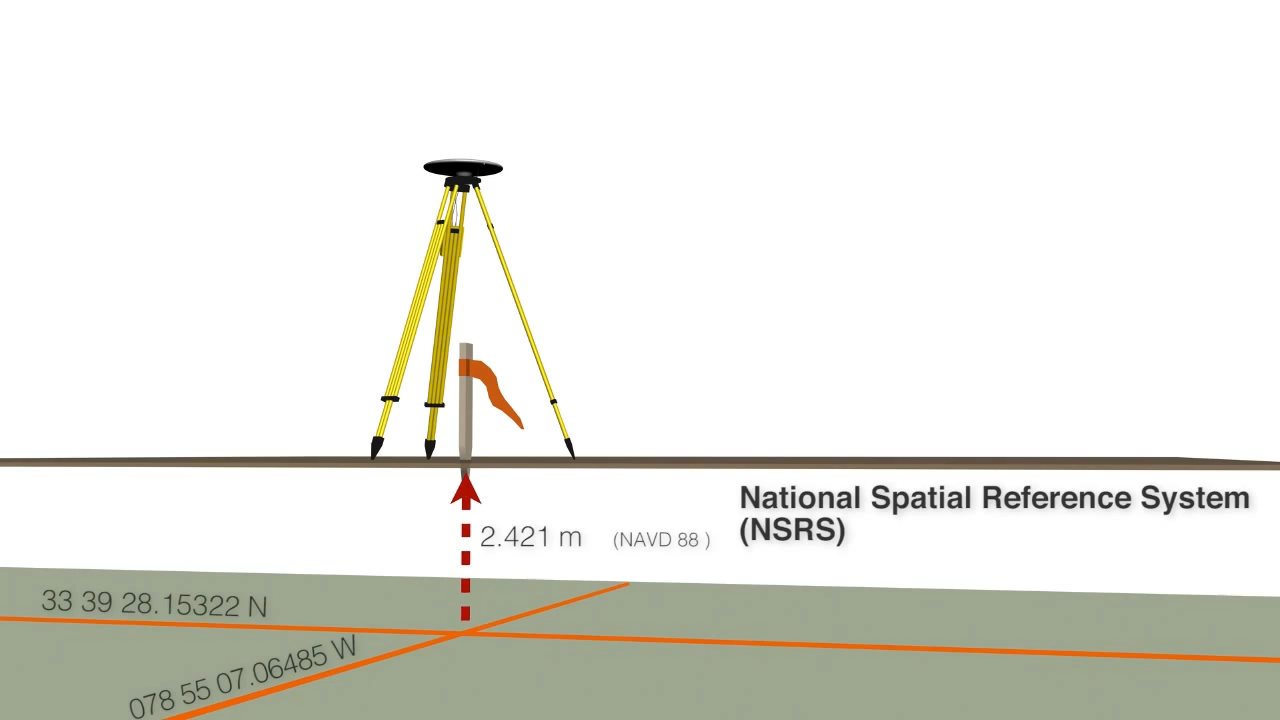 National Spatial Reference System
(NSRS)
2.421 m (NAVD 88 )
33 39 28.15322 N
078 55 07.06485 W